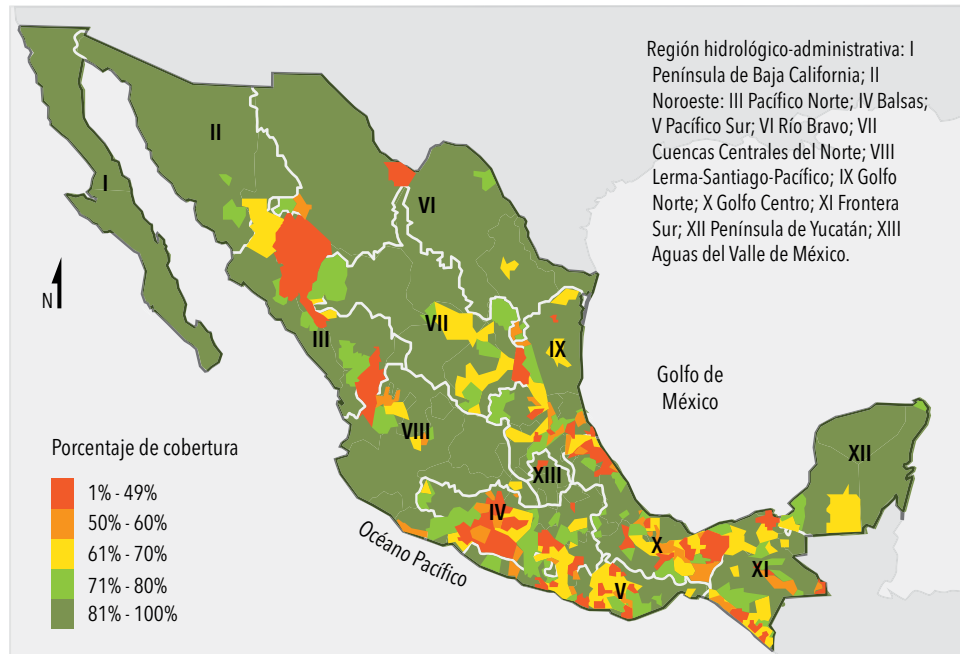 Región hidrológico-administrativa: I
Península de Baja California; II
Noroeste: III Pacífico Norte; IV Balsas;
V Pacífico Sur; VI Río Bravo; VII
Cuencas Centrales del Norte; VIII
Lerma-Santiago-Pacífico; IX Golfo
Norte; X Golfo Centro; XI Frontera
Sur; XII Península de Yucatán; XIII
Aguas del Valle de México.
II
I
VI
N
III
VII
IX
Golfo de
México
VIII
XII
XIII
Porcentaje de cobertura
1% - 49%
50% - 60%
61% - 70%
71% - 80%
81% - 100%
IV
Océano Pacífico
X
XI
V